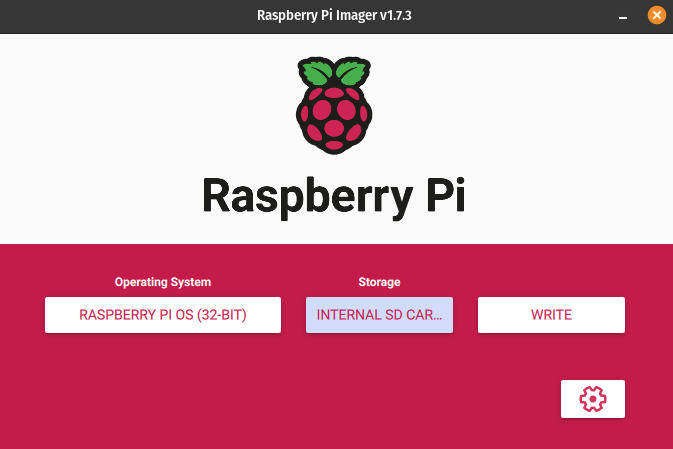 Raspberry Pi Imager v1.7.3
Raspberry Pi
Operating System
Storage
RASPBERRY PI OS (32-BIT)
INTERNAL SD CAR...
WRITE